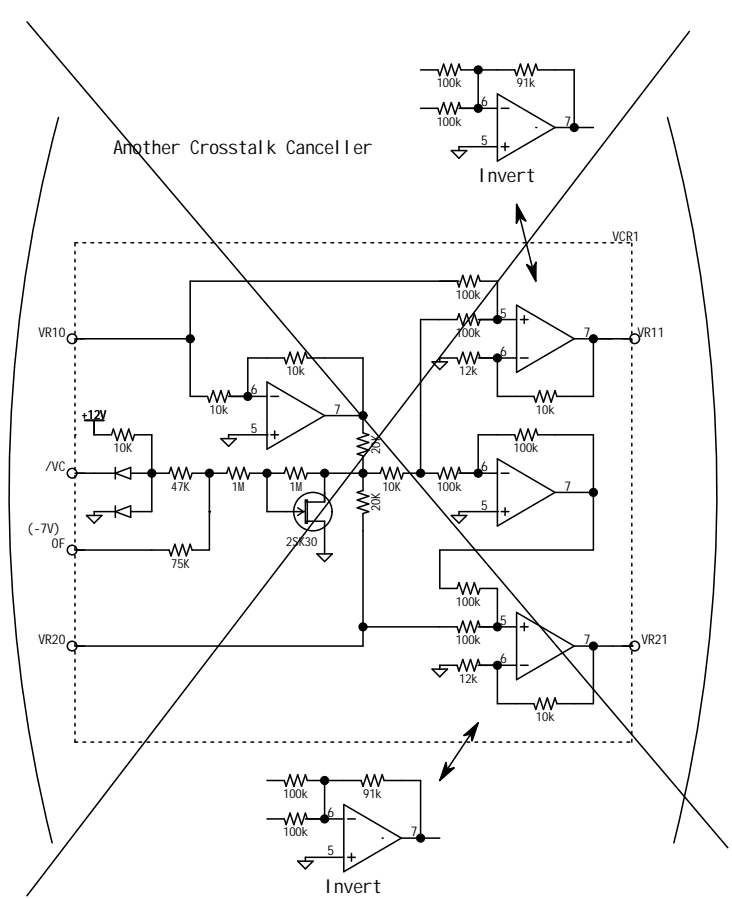 100k
91k
100k
6
7
5
Another Crosstalk Canceller
Invert
VCR1
100k
VR10
100k
5
7
VR11
10k
12k
6
10k
6
7
10k
+12V
5
20K
100k
10K
/VC
47K
1M
1M
10K
100k
6
7
20K
5
(-7V)
OF
2SK30
75K
100k
VR20
100k
5
7
VR21
12k
6
10k
100k
91k
100k
6
7
5
Invert